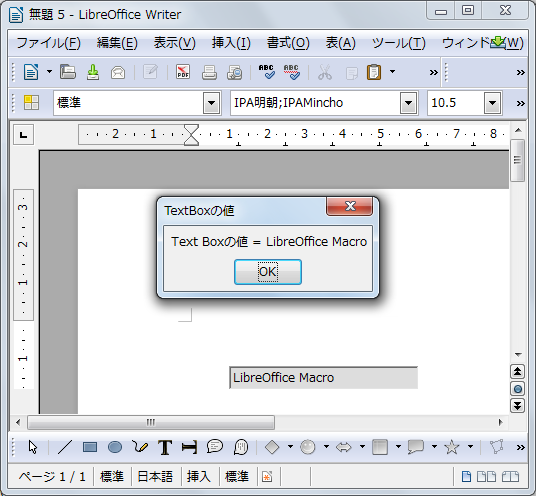 無題 5 - LibreOffice Writer
ファイル(F) 編集(E) 表示(V) 挿入(I) 書式(O) 表(A) ツール(T) ウィンドウ(W)
PDF ABC ABC
標準 IPA明朝;IPAMincho 10.5
2 1 1 2 3 4 5 6 7 8
3
2
1
1
TextBoxの値
Text Boxの値 = LibreOffice Macro
OK
LibreOffice Macro
T
ページ 1 / 1 標準 日本語 挿入 標準